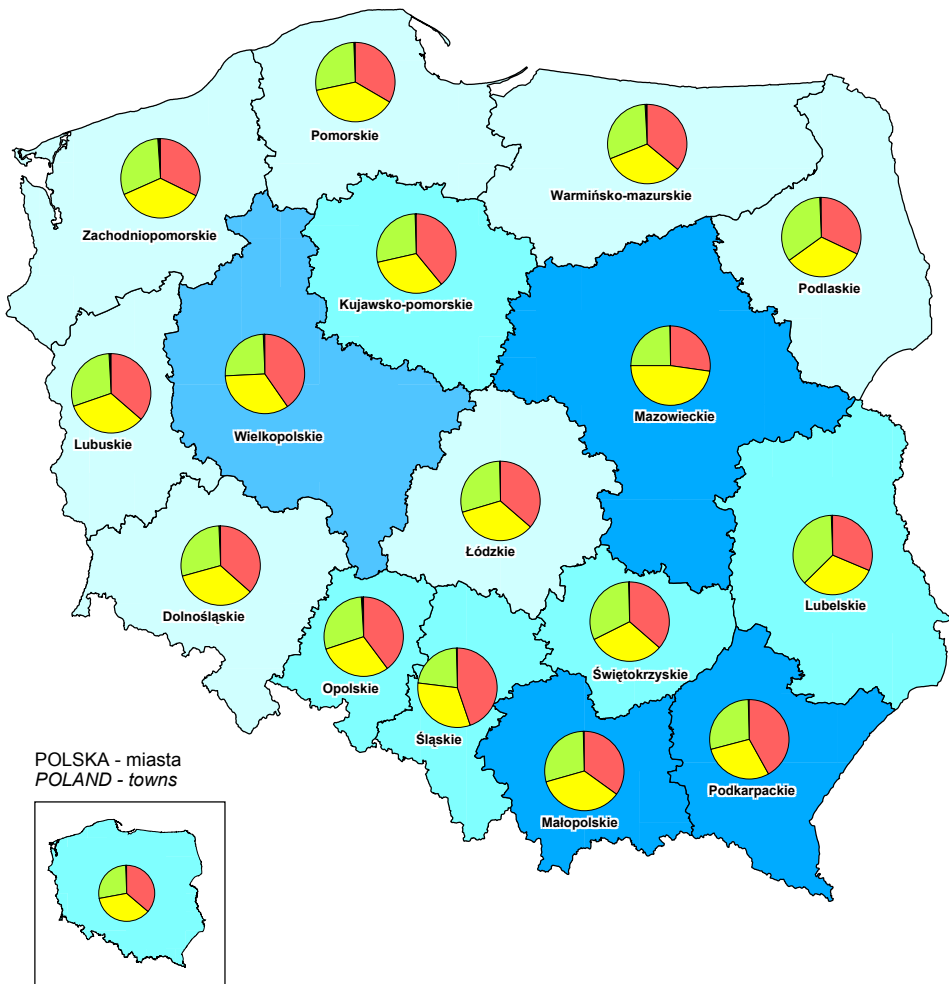 Pomorskie
Warmińsko-mazurskie
Zachodniopomorskie
Podlaskie
Kujawsko-pomorskie
Mazowieckie
Wielkopolskie
Lubuskie
Łódzkie
Lubelskie
Dolnośląskie
Świętokrzyskie
Opolskie
Śląskie
Podkarpackie
Małopolskie
POLSKA - miasta
POLAND - towns